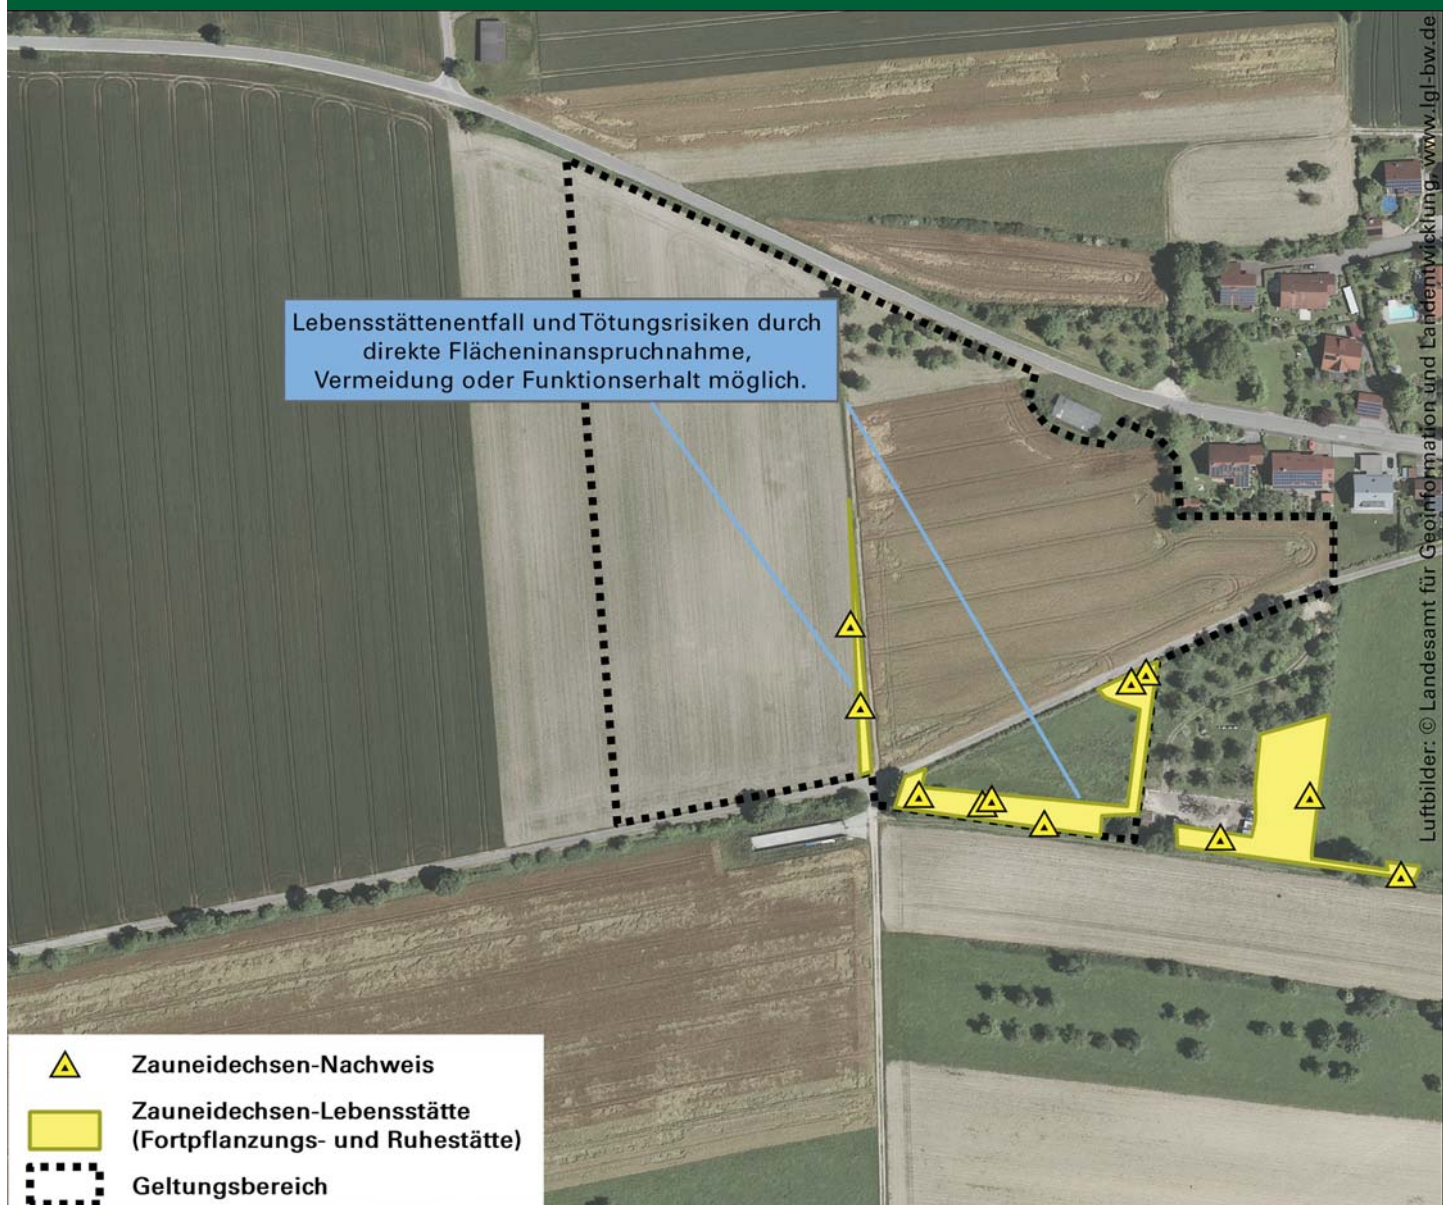 Lebensstättenentfall und Tötungsrisiken durch
direkte Flächeninanspruchnahme,
Vermeidung oder Funktionserhalt möglich.
Luftbilder: © Landesamt für Geoinformation und Landentwicklung, www.lgl-bw.de
Zauneidechsen-Nachweis
Zauneidechsen-Lebensstätte
(Fortpflanzungs- und Ruhestätte)
Geltungsbereich